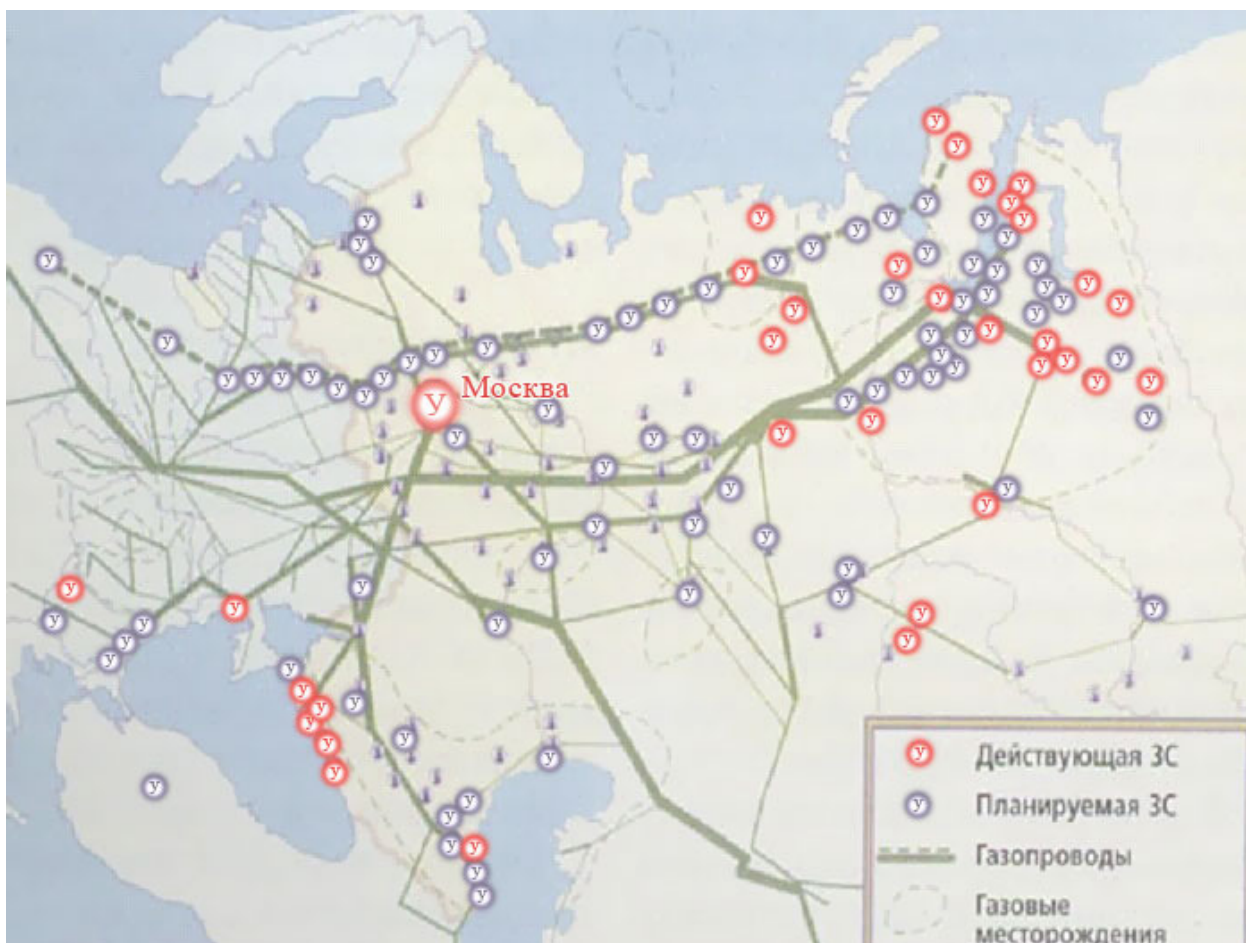 У Москва
У Действующая ЗС
У Планируемая ЗС
Газопроводы
Газовые
месторождения